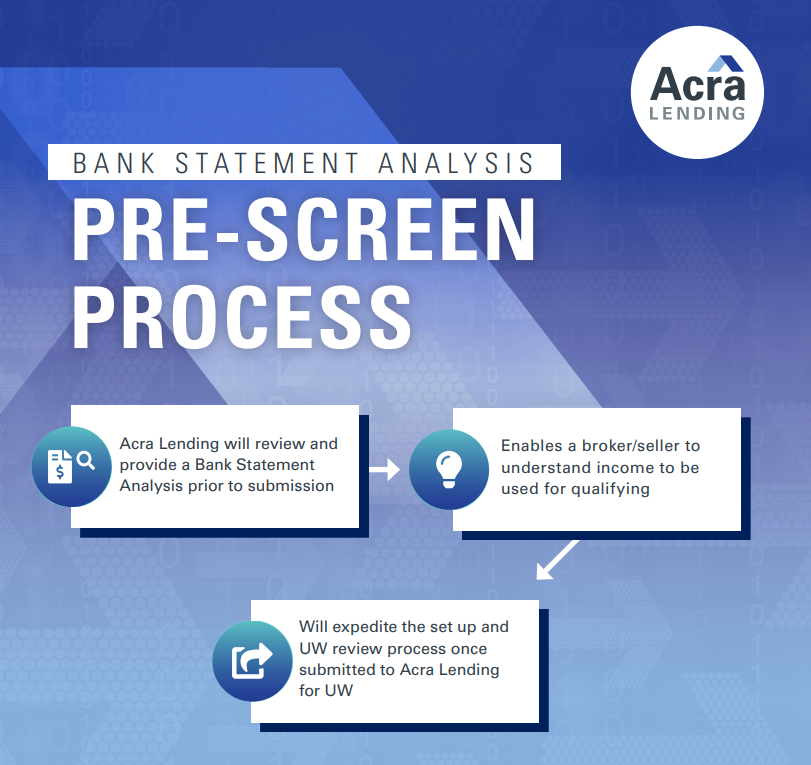 Acra
LENDING
BANK STATEMENT ANALYSIS
PRE-SCREEN
PROCESS
Acra Lending will review and
provide a Bank Statement
Analysis prior to submission
Enables a broker/seller to
understand income to be
used for qualifying
Will expedite the set up and
UW review process once
submitted to Acra Lending
for UW